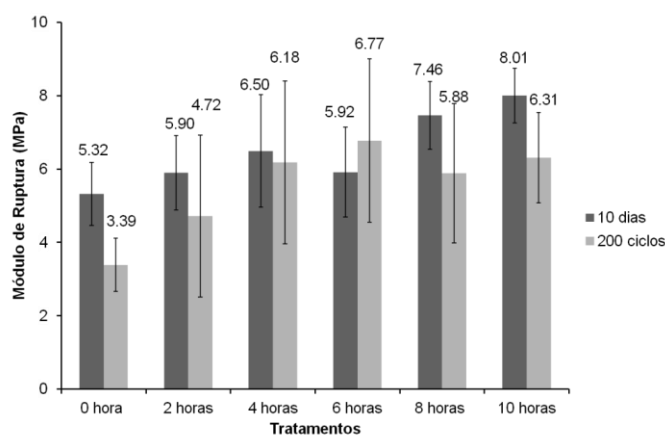 10
8
6
4
2
0
Módulo de Ruptura (MPa)
5.32
3.39
5.90
4.72
6.50
6.18
5.92
6.77
7.46
5.88
8.01
6.31
0 hora
2 horas
4 horas
6 horas
8 horas
10 horas
Tratamentos
10 dias
200 ciclos